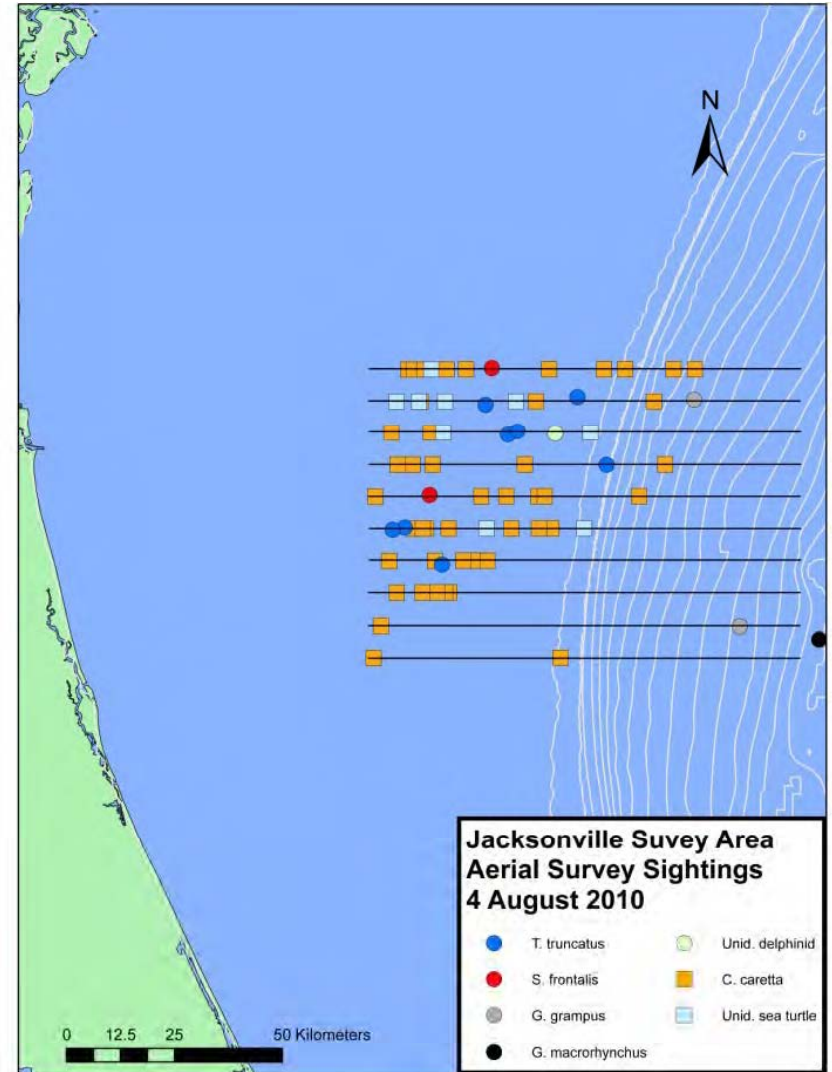 N
Jacksonville Suvey Area
Aerial Survey Sightings
4 August 2010
T. truncatus
Unid. delphinid
S. frontalis
C. caretta
G. grampus
Unid. sea turtle
G. macrorhynchus
0 12.5 25 50 Kilometers